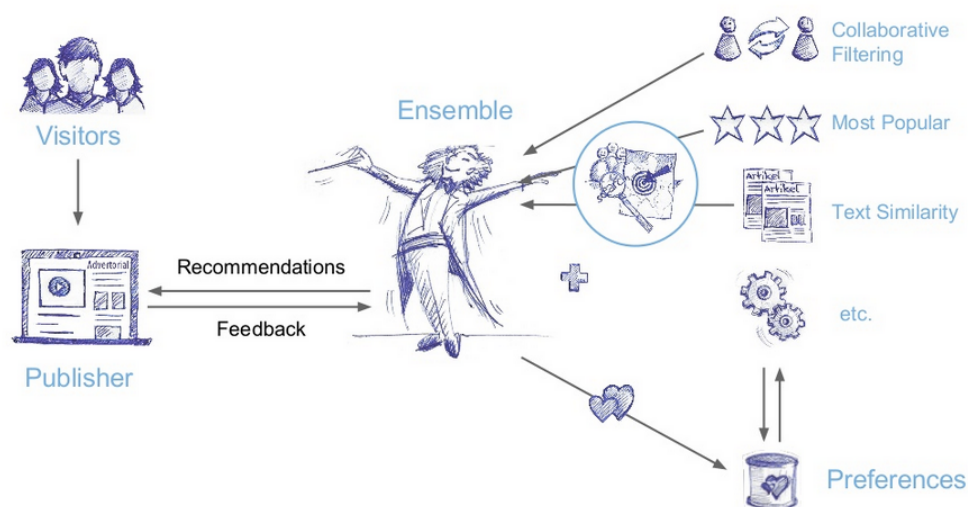 Collaborative
Filtering
Visitors
Ensemble
Most Popular
Artikel
Artikel
Text Similarity
Advertorial
Recommendations
Feedback
Publisher
etc.
Preferences